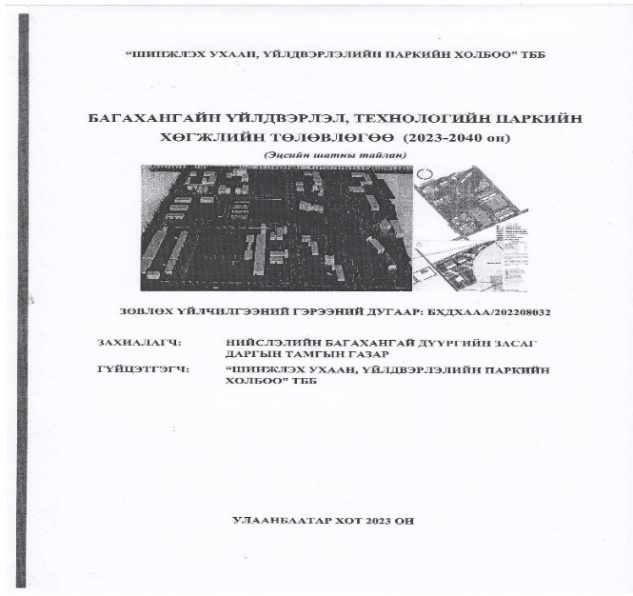 “ШИНЖЛЭХ УХААН, ҮЙЛДВЭРЛЭЛИЙН ПАРКИЙН ХОЛБОО” ТББ
БАГАХАНГАЙН ҮЙЛДВЭРЛЭЛ, ТЕХНОЛОГИЙН ПАРКИЙН
ХӨГЖЛИЙН ТӨЛӨВЛӨГӨӨ (2023-2040 он)
(Эцсийн шатны тайлан)
ЗӨВЛӨХ ҮЙЛЧИЛГЭЭНИЙ ГЭРЭЭНИЙ ДУГААР: БХДХААА/202208032
ЗАХИАЛАГЧ: НИЙСЛЭЛИЙН БАГАХАНГАЙ ДҮҮРГИЙН ЗАСАГ
ДАРГЫН ТАМГЫН ГАЗАР
ГҮЙЦЭТГЭГЧ: “ШИНЖЛЭХ УХААН, ҮЙЛДВЭРЛЭЛИЙН ПАРКИЙН
ХОЛБОО” ТББ
УЛААНБААТАР ХОТ 2023 ОН